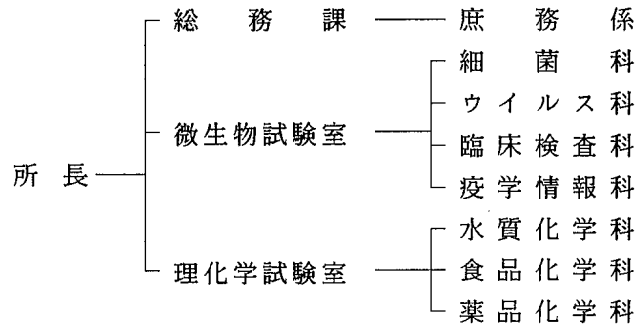 総務課 庶務係
細菌科
ウイルス科
微生物試験室
臨床検査科
所長
疫学情報科
水質化学科
理化学試験室 食品化学科
薬品化学科